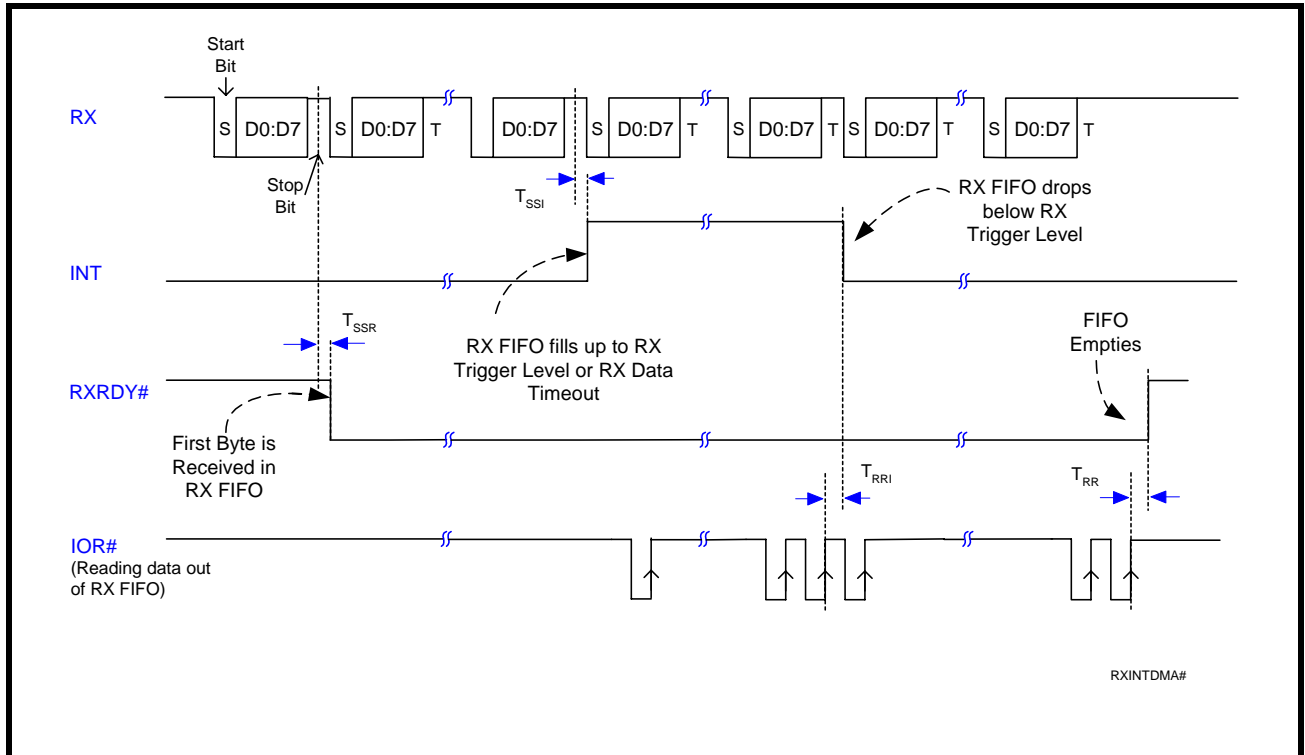 Start
Bit
RX
S D0:D7 S D0:D7 T D0:D7 S D0:D7 T S D0:D7 T S D0:D7 T S D0:D7 T
Stop
Bit
TSSI
RX FIFO drops
below RX
Trigger Level
INT
TSSR
RX FIFO fills up to RX
Trigger Level or RX Data
Timeout
FIFO
Empties
RXRDY#
First Byte is
Received in
RX FIFO
TRRI
TRR
IOR#
(Reading data out
of RX FIFO)
RXINTDMA#